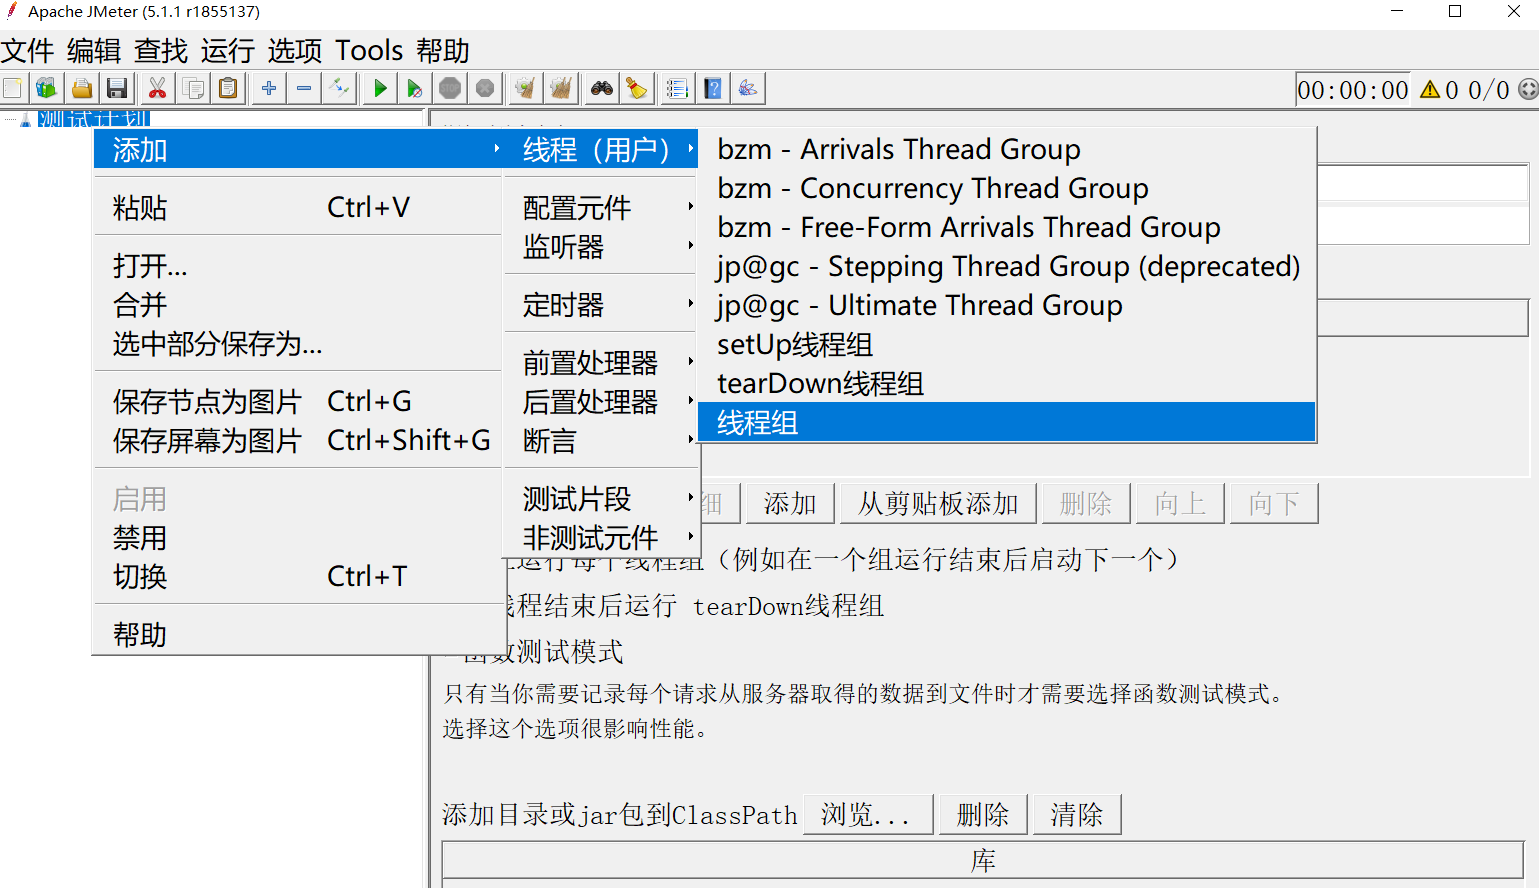 Apache JMeter (5.1.1 r1855137)
文件 编辑 查找 运行 选项 Tools 帮助
STOP
00:00:00 0 0/0
测试计划
添加
粘贴 Ctrl+V
打开...
合并
选中部分保存为...
保存节点为图片 Ctrl+G
保存屏幕为图片 Ctrl+Shift+G
启用
禁用
切换 Ctrl+T
帮助
线程（用户）
配置元件
监听器
定时器
前置处理器
后置处理器
断言
测试片段
非测试元件
bzm - Arrivals Thread Group
bzm - Concurrency Thread Group
bzm - Free-Form Arrivals Thread Group
jp@gc - Stepping Thread Group (deprecated)
jp@gc - Ultimate Thread Group
setUp线程组
tearDown线程组
线程组
细 添加 从剪贴板添加 删除 向上 向下
运行每个线程组（例如在一个组运行结束后启动下一个）
线程结束后运行 tearDown线程组
函数测试模式
只有当你需要记录每个请求从服务器取得的数据到文件时才需要选择函数测试模式。
选择这个选项很影响性能。
添加目录或jar包到ClassPath 浏览... 删除 清除
库